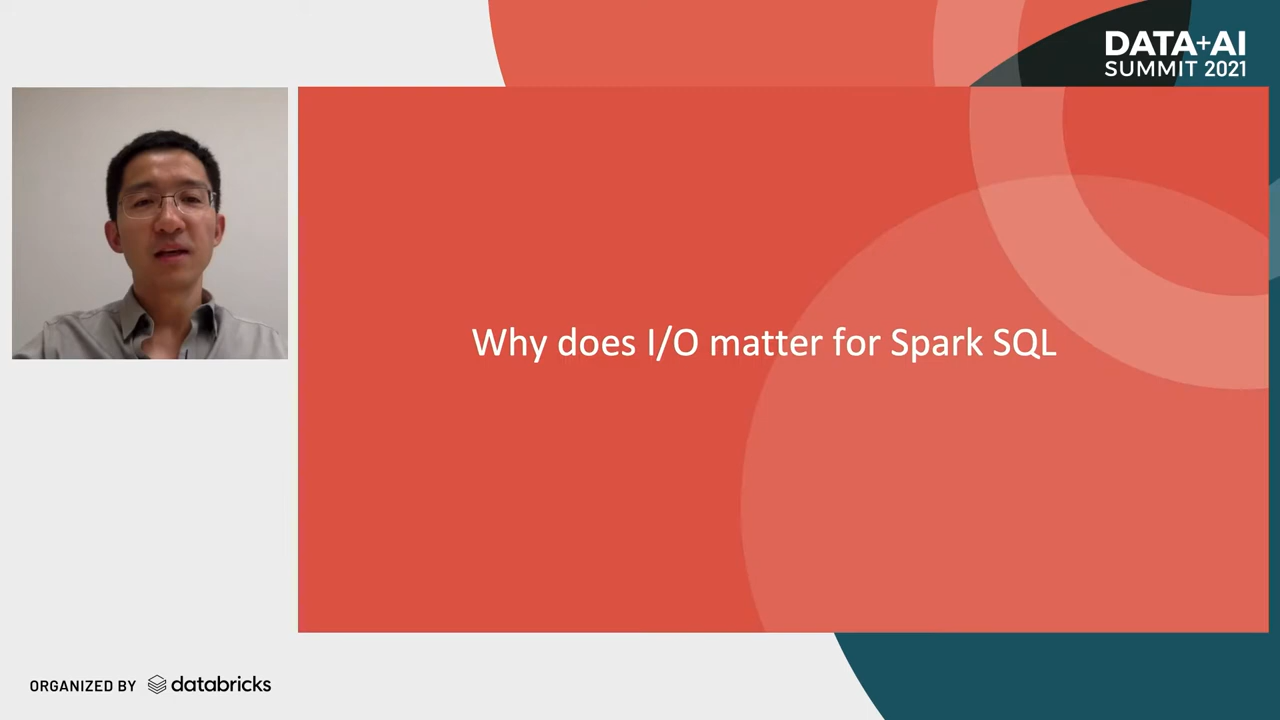 DATA+AI
SUMMIT 2021
Why does I/O matter for Spark SQL
ORGANIZED BY databricks